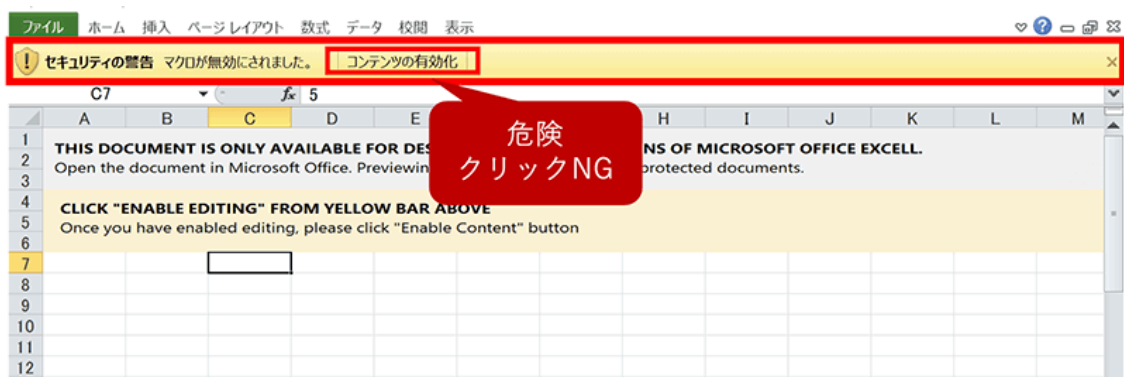 ファイル ホーム 挿入 ページ レイアウト 数式 データ 校閲 表示
セキュリティの警告 マクロが無効にされました。 コンテンツの有効化
C7 fx 5
A B C D E H I J K L M
危険
クリックNG
1
THIS DOCUMENT IS ONLY AVAILABLE FOR DES NS OF MICROSOFT OFFICE EXCELL.
2
Open the document in Microsoft Office. Previewin protected documents.
3
4
CLICK "ENABLE EDITING" FROM YELLOW BAR ABOVE
5
Once you have enabled editing, please click "Enable Content" button
6
7
8
9
10
11
12